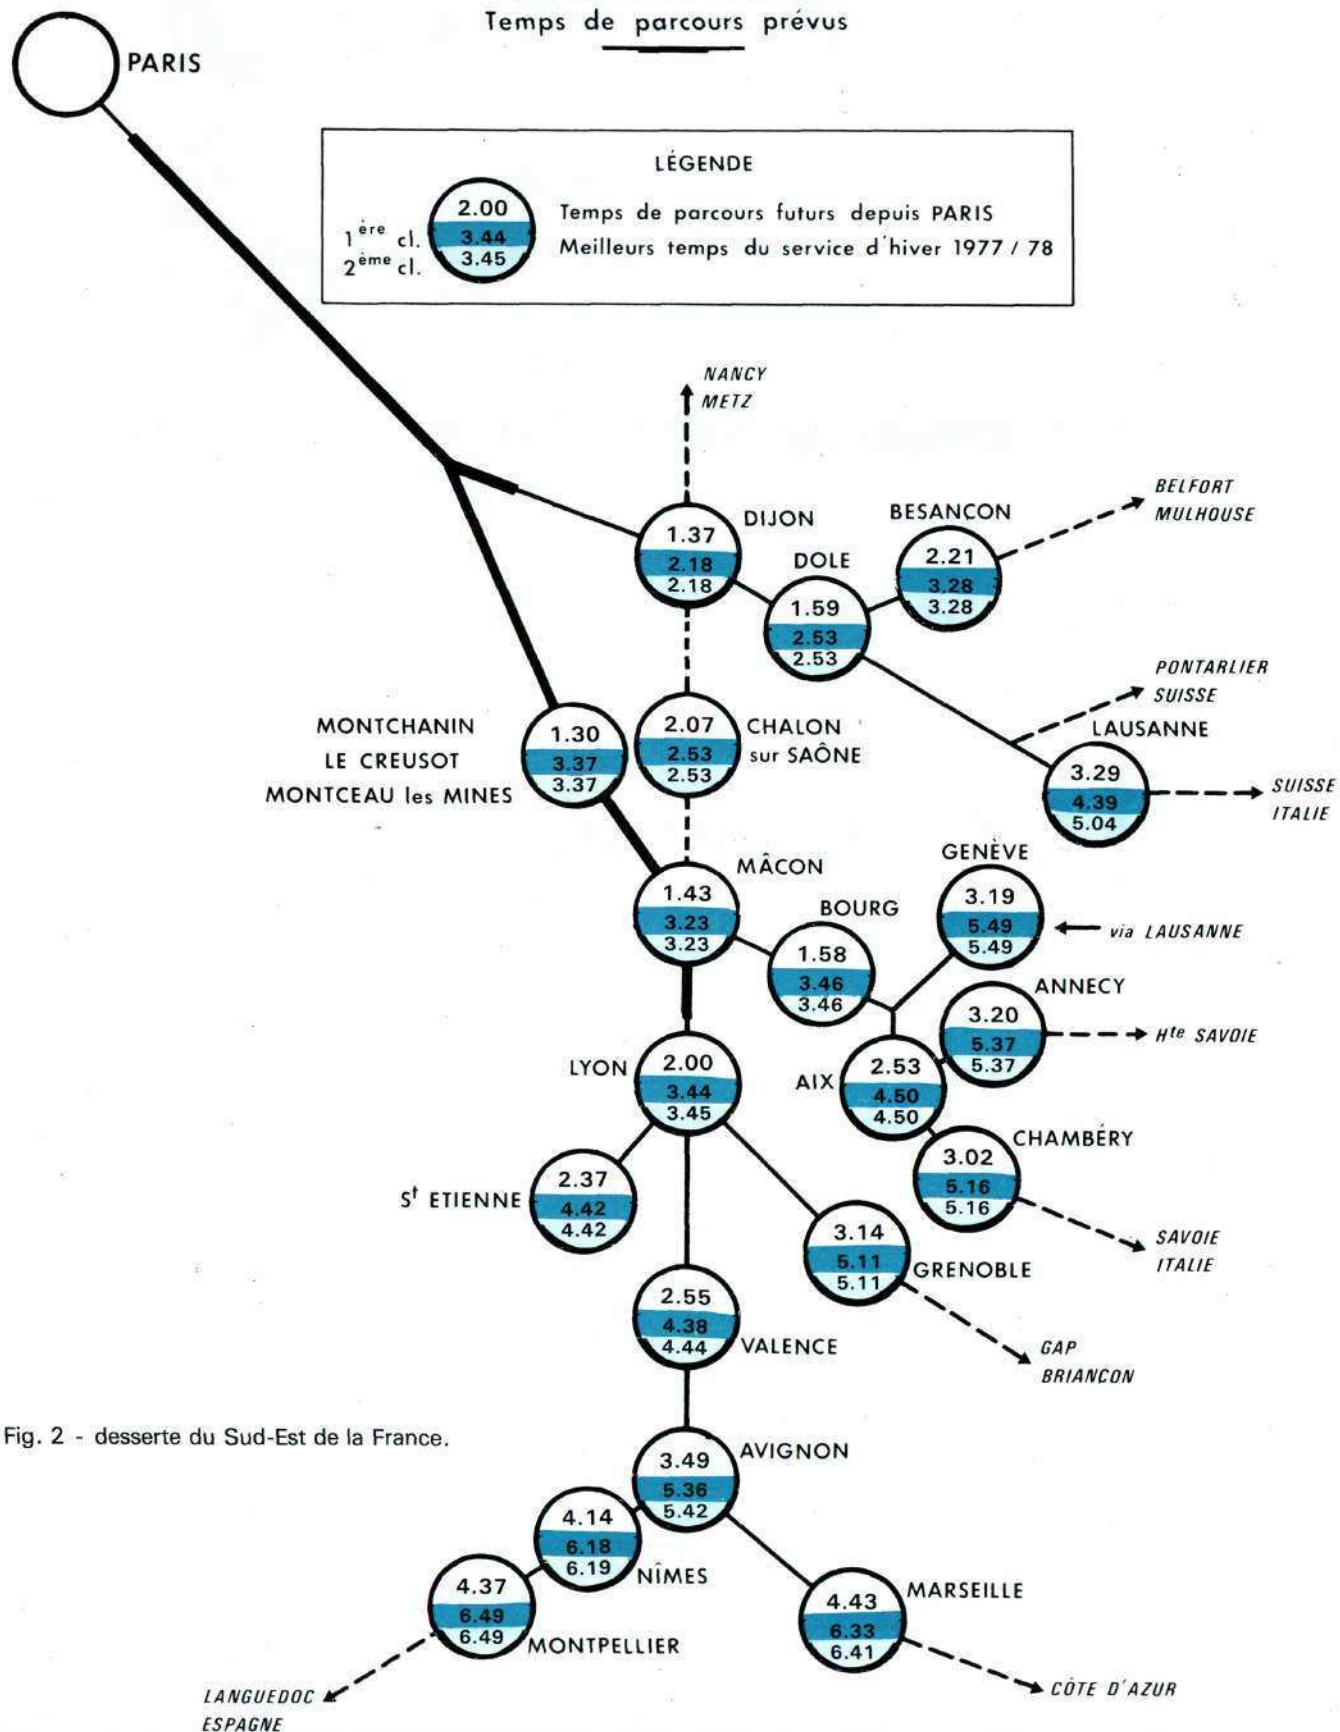 Temps de parcours prévus
PARIS
LÉGENDE
2.00
Temps de parcours futurs depuis PARIS
1ère cl.
3.44
Meilleurs temps du service d'hiver 1977 / 78
2ème cl.
3.45
NANCY
METZ
BELFORT
MULHOUSE
DIJON
1.37
2.18
2.18
BESANCON
2.21
3.28
3.28
DOLE
1.59
2.53
2.53
PONTARLIER
SUISSE
LAUSANNE
3.29
4.39
5.04
SUISSE
ITALIE
MONTCHANIN
LE CREUSOT
MONTCEAU les MINES
1.30
3.37
3.37
CHALON
sur SAÔNE
2.07
2.53
2.53
MÂCON
1.43
3.23
3.23
BOURG
1.58
3.46
3.46
GENÈVE
3.19
5.49
5.49
via LAUSANNE
ANNECY
3.20
5.37
5.37
Hte SAVOIE
LYON
2.00
3.44
3.45
AIX
2.53
4.50
4.50
CHAMBÉRY
3.02
5.16
5.16
SAVOIE
ITALIE
St ETIENNE
2.37
4.42
4.42
GRENOBLE
3.14
5.11
5.11
GAP
BRIANCON
VALENCE
2.55
4.38
4.44
Fig. 2 - desserte du Sud-Est de la France.
AVIGNON
3.49
5.36
5.42
NÎMES
4.14
6.18
6.19
MONTPELLIER
4.37
6.49
6.49
MARSEILLE
4.43
6.33
6.41
CÔTE D'AZUR
LANGUEDOC
ESPAGNE